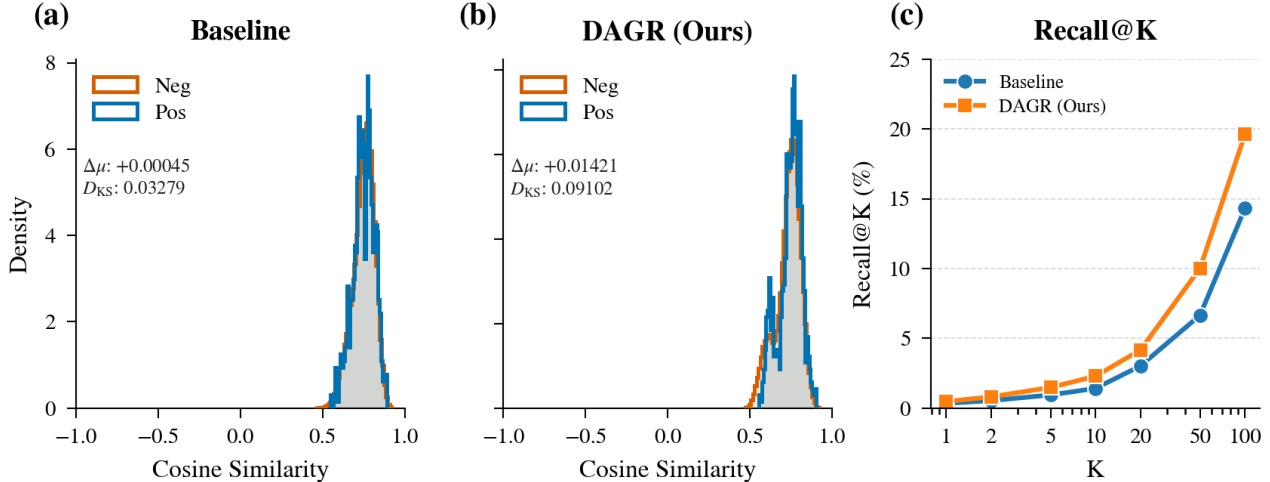 (a)
Baseline
Neg
Pos
Δμ: +0.00045
D_KS: 0.03279
8
6
4
2
0
Density
−1.0 −0.5 0.0 0.5 1.0
Cosine Similarity
(b)
DAGR (Ours)
Neg
Pos
Δμ: +0.01421
D_KS: 0.09102
−1.0 −0.5 0.0 0.5 1.0
Cosine Similarity
(c)
Recall@K
Baseline
DAGR (Ours)
25
20
15
10
5
0
Recall@K (%)
1 2 5 10 20 50 100
K